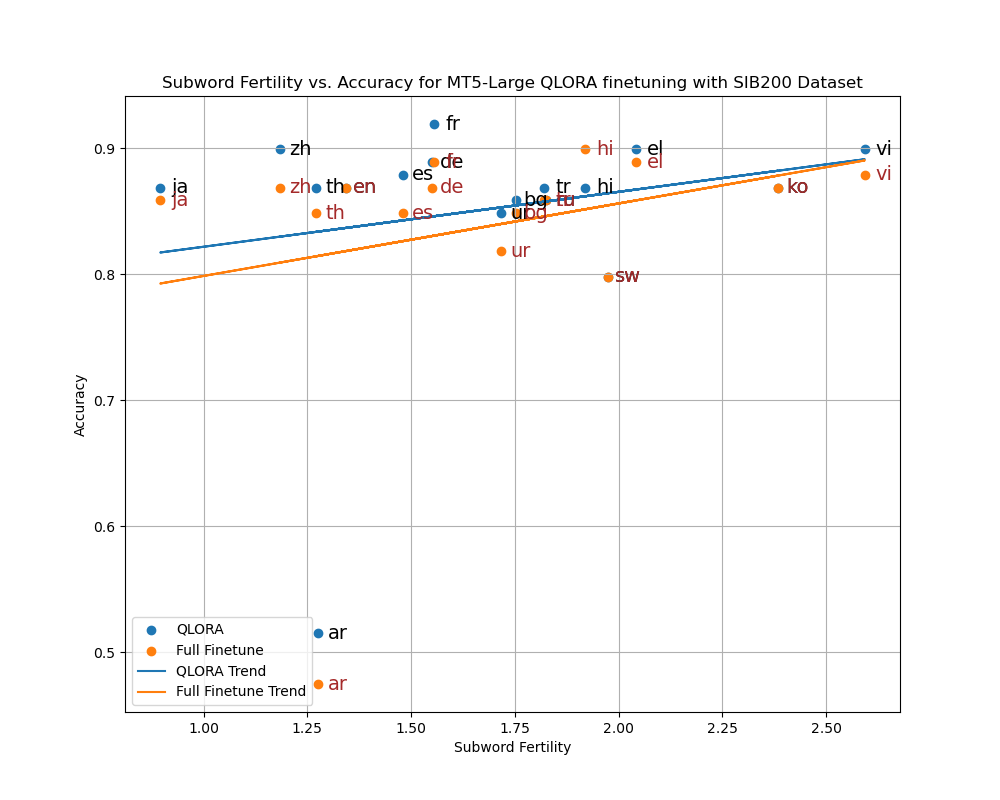 Subword Fertility vs. Accuracy for MT5-Large QLORA finetuning with SIB200 Dataset
0.9
0.8
0.7
0.6
0.5
Accuracy
fr
zh
hi
el
vi
de
el
es
vi
ja
zh
th
en
de
tr
hi
ko
ja
bg
th
es
ur
bg
ur
sw
ar
ar
QLORA
Full Finetune
QLORA Trend
Full Finetune Trend
1.00 1.25 1.50 1.75 2.00 2.25 2.50
Subword Fertility